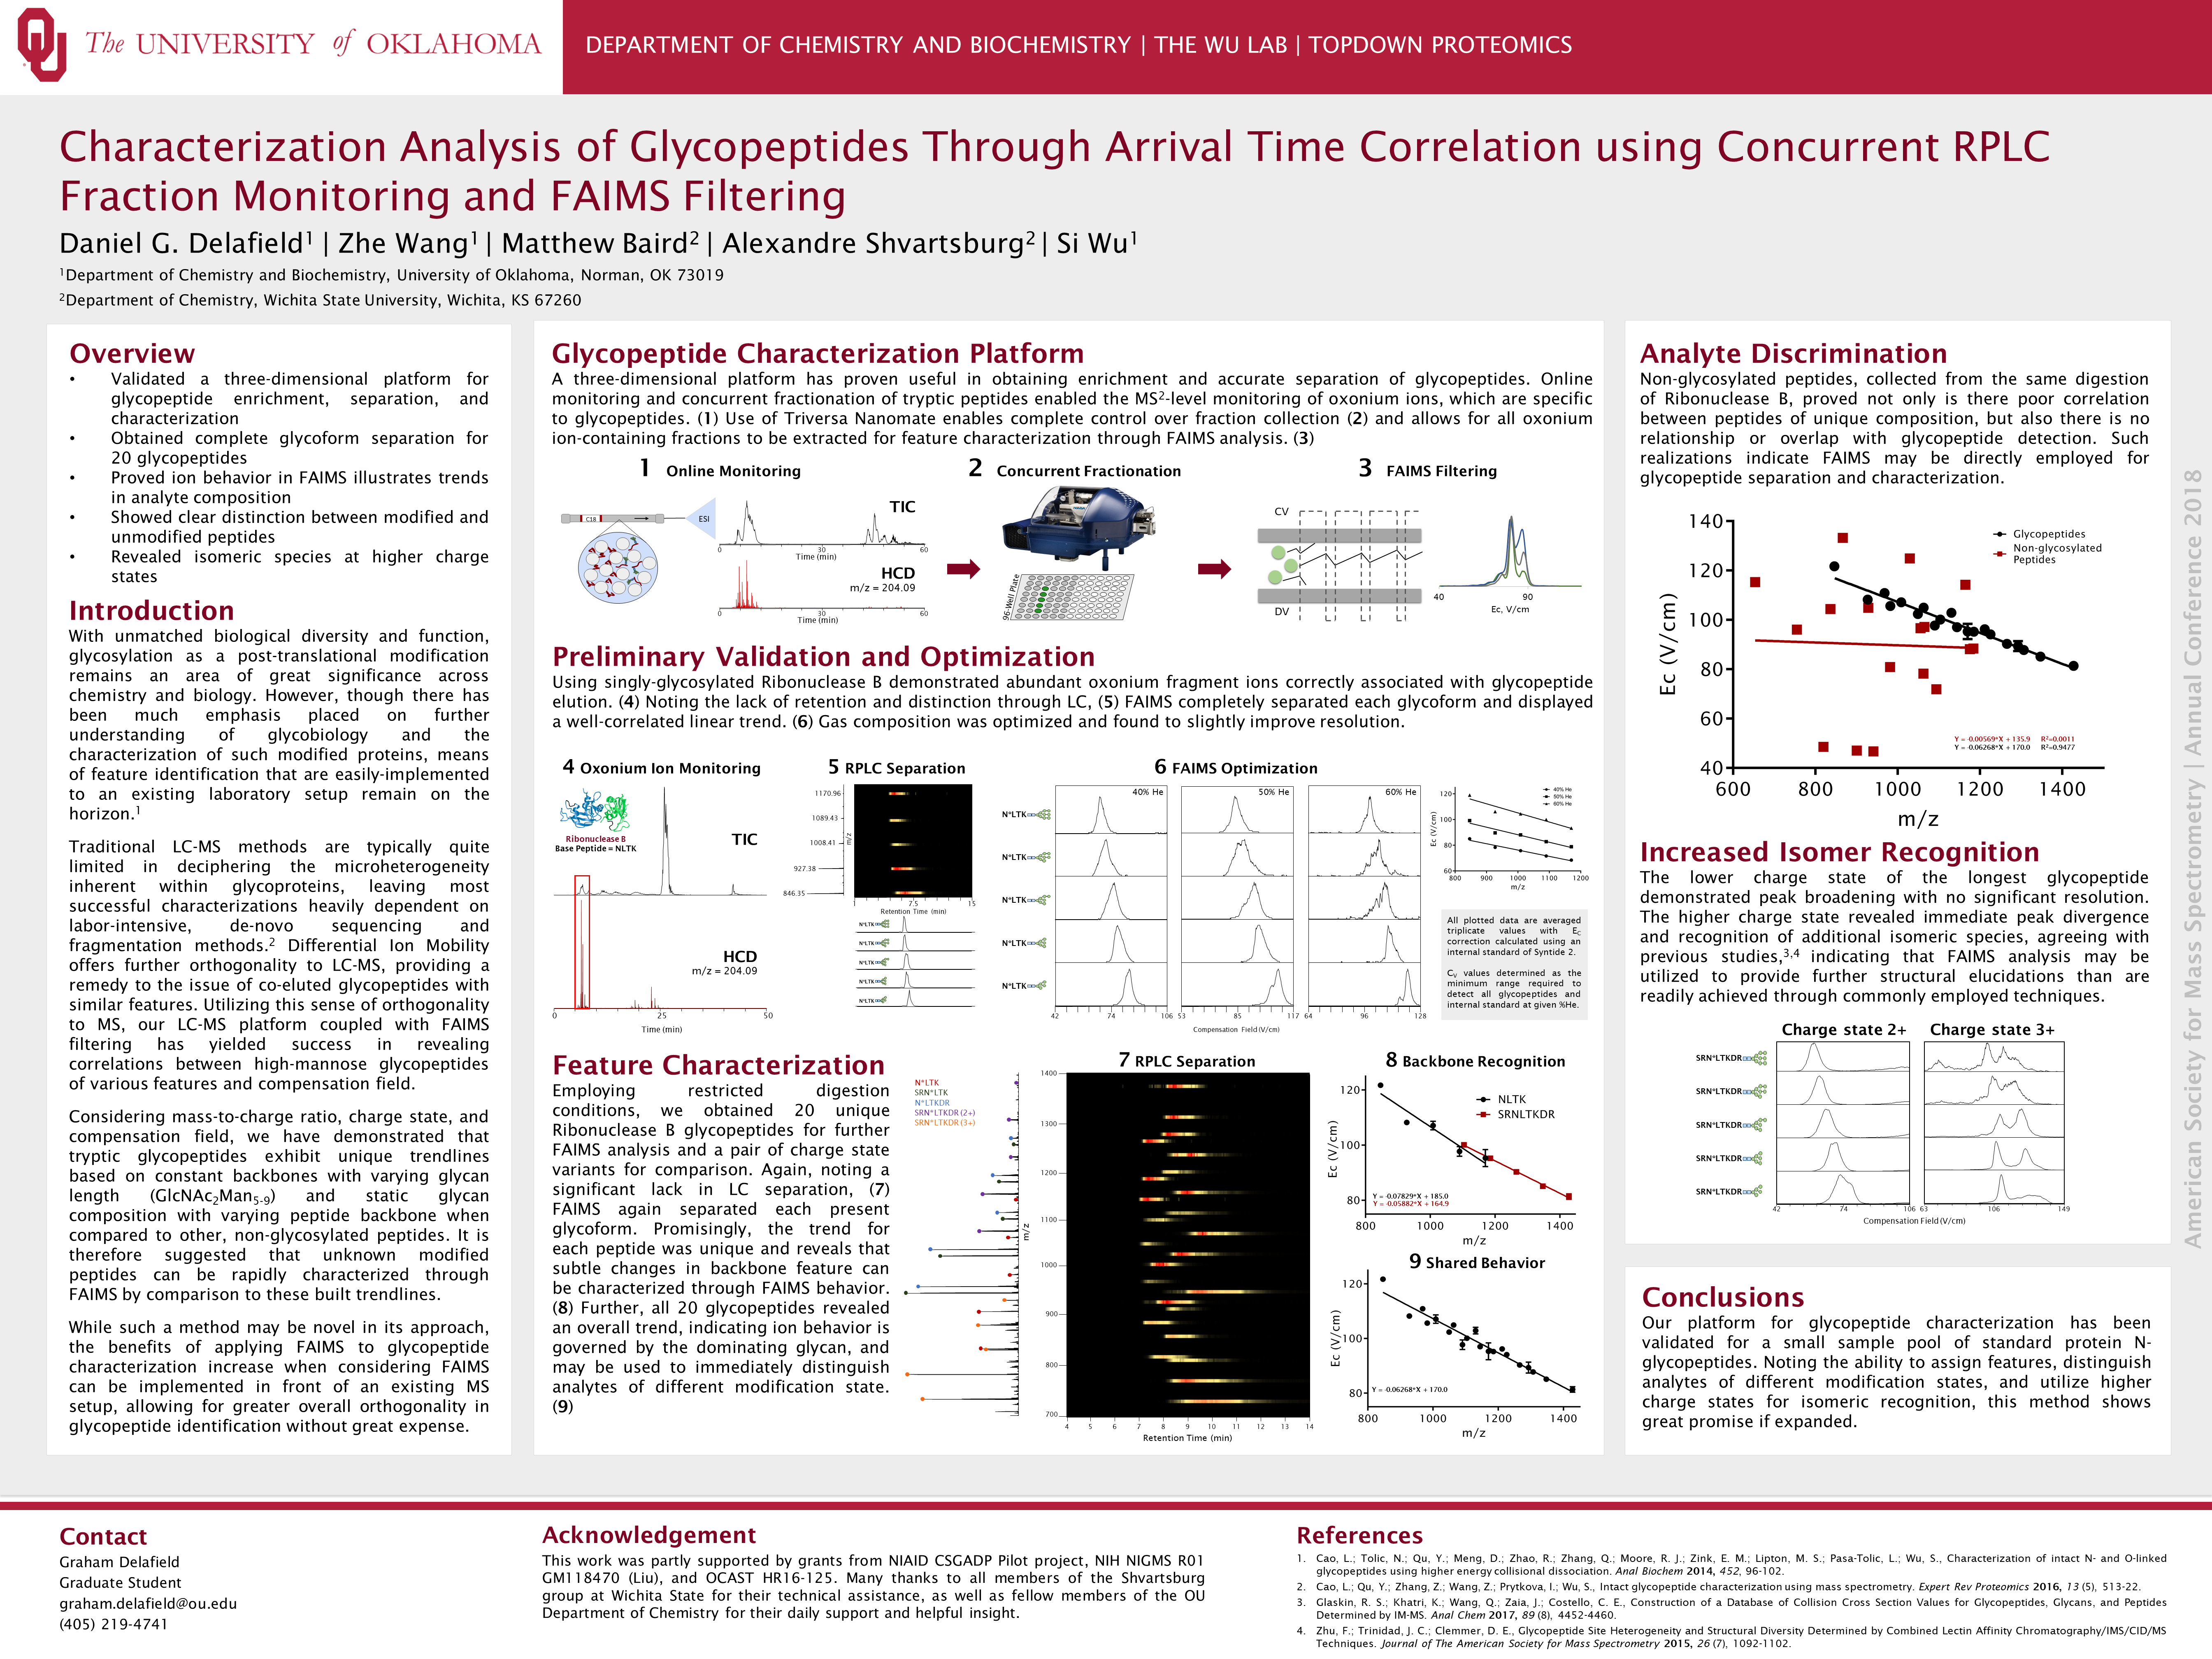 The UNIVERSITY of OKLAHOMA
DEPARTMENT OF CHEMISTRY AND BIOCHEMISTRY | THE WU LAB | TOPDOWN PROTEOMICS
Characterization Analysis of Glycopeptides Through Arrival Time Correlation using Concurrent RPLC
Fraction Monitoring and FAIMS Filtering
Daniel G. Delafield1 | Zhe Wang1 | Matthew Baird2 | Alexandre Shvartsburg2 | Si Wu1
1Department of Chemistry and Biochemistry, University of Oklahoma, Norman, OK 73019
2Department of Chemistry, Wichita State University, Wichita, KS 67260
Overview
• Validated a three-dimensional platform for
glycopeptide enrichment, separation, and
characterization
• Obtained complete glycoform separation for
20 glycopeptides
• Proved ion behavior in FAIMS illustrates trends
in analyte composition
• Showed clear distinction between modified and
unmodified peptides
• Revealed isomeric species at higher charge
states
Introduction
With unmatched biological diversity and function,
glycosylation as a post-translational modification
remains an area of great significance across
chemistry and biology. However, though there has
been much emphasis placed on further
understanding of glycobiology and the
characterization of such modified proteins, means
of feature identification that are easily-implemented
to an existing laboratory setup remain on the
horizon.1
Traditional LC-MS methods are typically quite
limited in deciphering the microheterogeneity
inherent within glycoproteins, leaving most
successful characterizations heavily dependent on
labor-intensive, de-novo sequencing and
fragmentation methods.2 Differential Ion Mobility
offers further orthogonality to LC-MS, providing a
remedy to the issue of co-eluted glycopeptides with
similar features. Utilizing this sense of orthogonality
to MS, our LC-MS platform coupled with FAIMS
filtering has yielded success in revealing
correlations between high-mannose glycopeptides
of various features and compensation field.
Considering mass-to-charge ratio, charge state, and
compensation field, we have demonstrated that
tryptic glycopeptides exhibit unique trendlines
based on constant backbones with varying glycan
length (GlcNAc2Man5-9) and static glycan
composition with varying peptide backbone when
compared to other, non-glycosylated peptides. It is
therefore suggested that unknown modified
peptides can be rapidly characterized through
FAIMS by comparison to these built trendlines.
While such a method may be novel in its approach,
the benefits of applying FAIMS to glycopeptide
characterization increase when considering FAIMS
can be implemented in front of an existing MS
setup, allowing for greater overall orthogonality in
glycopeptide identification without great expense.
Glycopeptide Characterization Platform
A three-dimensional platform has proven useful in obtaining enrichment and accurate separation of glycopeptides. Online
monitoring and concurrent fractionation of tryptic peptides enabled the MS2-level monitoring of oxonium ions, which are specific
to glycopeptides. (1) Use of Triversa Nanomate enables complete control over fraction collection (2) and allows for all oxonium
ion-containing fractions to be extracted for feature characterization through FAIMS analysis. (3)
1 Online Monitoring
C18
ESI
TIC
0 30 60
Time (min)
HCD
m/z = 204.09
0 30 60
Time (min)
2 Concurrent Fractionation
96-Well Plate
3 FAIMS Filtering
CV
DV
40 90
Ec, V/cm
Preliminary Validation and Optimization
Using singly-glycosylated Ribonuclease B demonstrated abundant oxonium fragment ions correctly associated with glycopeptide
elution. (4) Noting the lack of retention and distinction through LC, (5) FAIMS completely separated each glycoform and displayed
a well-correlated linear trend. (6) Gas composition was optimized and found to slightly improve resolution.
4 Oxonium Ion Monitoring
Ribonuclease B
Base Peptide = NLTK
TIC
HCD
m/z = 204.09
0 25 50
Time (min)
5 RPLC Separation
1170.96
1089.43
1008.41
927.38
846.35
m/z
1 7.5 15
Retention Time (min)
N*LTK
N*LTK
N*LTK
N*LTK
N*LTK
6 FAIMS Optimization
40% He
50% He
60% He
N*LTK
N*LTK
N*LTK
N*LTK
N*LTK
42 74 106 53 85 117 64 96 128
Compensation Field (V/cm)
40% He
50% He
60% He
120
100
80
60
Ec (V/cm)
800 900 1000 1100 1200
m/z
All plotted data are averaged
triplicate values with EC
correction calculated using an
internal standard of Syntide 2.
CV values determined as the
minimum range required to
detect all glycopeptides and
internal standard at given %He.
Feature Characterization
Employing restricted digestion
conditions, we obtained 20 unique
Ribonuclease B glycopeptides for further
FAIMS analysis and a pair of charge state
variants for comparison. Again, noting a
significant lack in LC separation, (7)
FAIMS again separated each present
glycoform. Promisingly, the trend for
each peptide was unique and reveals that
subtle changes in backbone feature can
be characterized through FAIMS behavior.
(8) Further, all 20 glycopeptides revealed
an overall trend, indicating ion behavior is
governed by the dominating glycan, and
may be used to immediately distinguish
analytes of different modification state.
(9)
7 RPLC Separation
N*LTK
SRN*LTK
N*LTKDR
SRN*LTKDR (2+)
SRN*LTKDR (3+)
1400
1300
1200
1100
1000
900
800
700
m/z
4 5 6 7 8 9 10 11 12 13 14
Retention Time (min)
8 Backbone Recognition
NLTK
SRNLTKDR
120
100
80
Ec (V/cm)
Y = -0.07829*X + 185.0
Y = -0.05882*X + 164.9
800 1000 1200 1400
m/z
9 Shared Behavior
120
100
80
Ec (V/cm)
Y = -0.06268*X + 170.0
800 1000 1200 1400
m/z
Analyte Discrimination
Non-glycosylated peptides, collected from the same digestion
of Ribonuclease B, proved not only is there poor correlation
between peptides of unique composition, but also there is no
relationship or overlap with glycopeptide detection. Such
realizations indicate FAIMS may be directly employed for
glycopeptide separation and characterization.
Glycopeptides
Non-glycosylated
Peptides
140
120
100
80
60
40
Ec (V/cm)
Y = -0.00569*X + 135.9 R2=0.0011
Y = -0.06268*X + 170.0 R2=0.9477
600 800 1000 1200 1400
m/z
Increased Isomer Recognition
The lower charge state of the longest glycopeptide
demonstrated peak broadening with no significant resolution.
The higher charge state revealed immediate peak divergence
and recognition of additional isomeric species, agreeing with
previous studies,3,4 indicating that FAIMS analysis may be
utilized to provide further structural elucidations than are
readily achieved through commonly employed techniques.
Charge state 2+ Charge state 3+
SRN*LTKDR
SRN*LTKDR
SRN*LTKDR
SRN*LTKDR
SRN*LTKDR
42 74 106 63 106 149
Compensation Field (V/cm)
Conclusions
Our platform for glycopeptide characterization has been
validated for a small sample pool of standard protein N-
glycopeptides. Noting the ability to assign features, distinguish
analytes of different modification states, and utilize higher
charge states for isomeric recognition, this method shows
great promise if expanded.
American Society for Mass Spectrometry | Annual Conference 2018
Contact
Graham Delafield
Graduate Student
graham.delafield@ou.edu
(405) 219-4741
Acknowledgement
This work was partly supported by grants from NIAID CSGADP Pilot project, NIH NIGMS R01
GM118470 (Liu), and OCAST HR16-125. Many thanks to all members of the Shvartsburg
group at Wichita State for their technical assistance, as well as fellow members of the OU
Department of Chemistry for their daily support and helpful insight.
References
1. Cao, L.; Tolic, N.; Qu, Y.; Meng, D.; Zhao, R.; Zhang, Q.; Moore, R. J.; Zink, E. M.; Lipton, M. S.; Pasa-Tolic, L.; Wu, S., Characterization of intact N- and O-linked
glycopeptides using higher energy collisional dissociation. Anal Biochem 2014, 452, 96-102.
2. Cao, L.; Qu, Y.; Zhang, Z.; Wang, Z.; Prytkova, I.; Wu, S., Intact glycopeptide characterization using mass spectrometry. Expert Rev Proteomics 2016, 13 (5), 513-22.
3. Glaskin, R. S.; Khatri, K.; Wang, Q.; Zaia, J.; Costello, C. E., Construction of a Database of Collision Cross Section Values for Glycopeptides, Glycans, and Peptides
Determined by IM-MS. Anal Chem 2017, 89 (8), 4452-4460.
4. Zhu, F.; Trinidad, J. C.; Clemmer, D. E., Glycopeptide Site Heterogeneity and Structural Diversity Determined by Combined Lectin Affinity Chromatography/IMS/CID/MS
Techniques. Journal of The American Society for Mass Spectrometry 2015, 26 (7), 1092-1102.